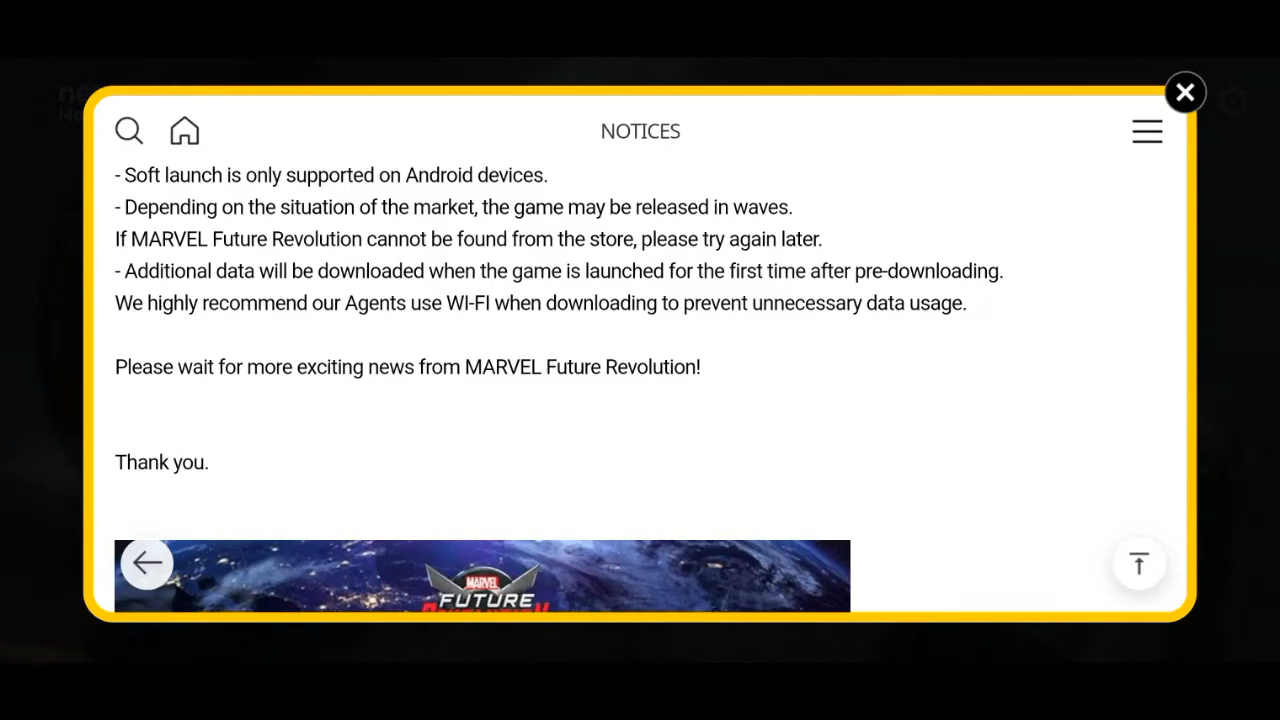 NOTICES
- Soft launch is only supported on Android devices.
- Depending on the situation of the market, the game may be released in waves.
If MARVEL Future Revolution cannot be found from the store, please try again later.
- Additional data will be downloaded when the game is launched for the first time after pre-downloading.
We highly recommend our Agents use WI-FI when downloading to prevent unnecessary data usage.
Please wait for more exciting news from MARVEL Future Revolution!
Thank you.
MARVEL
FUTURE